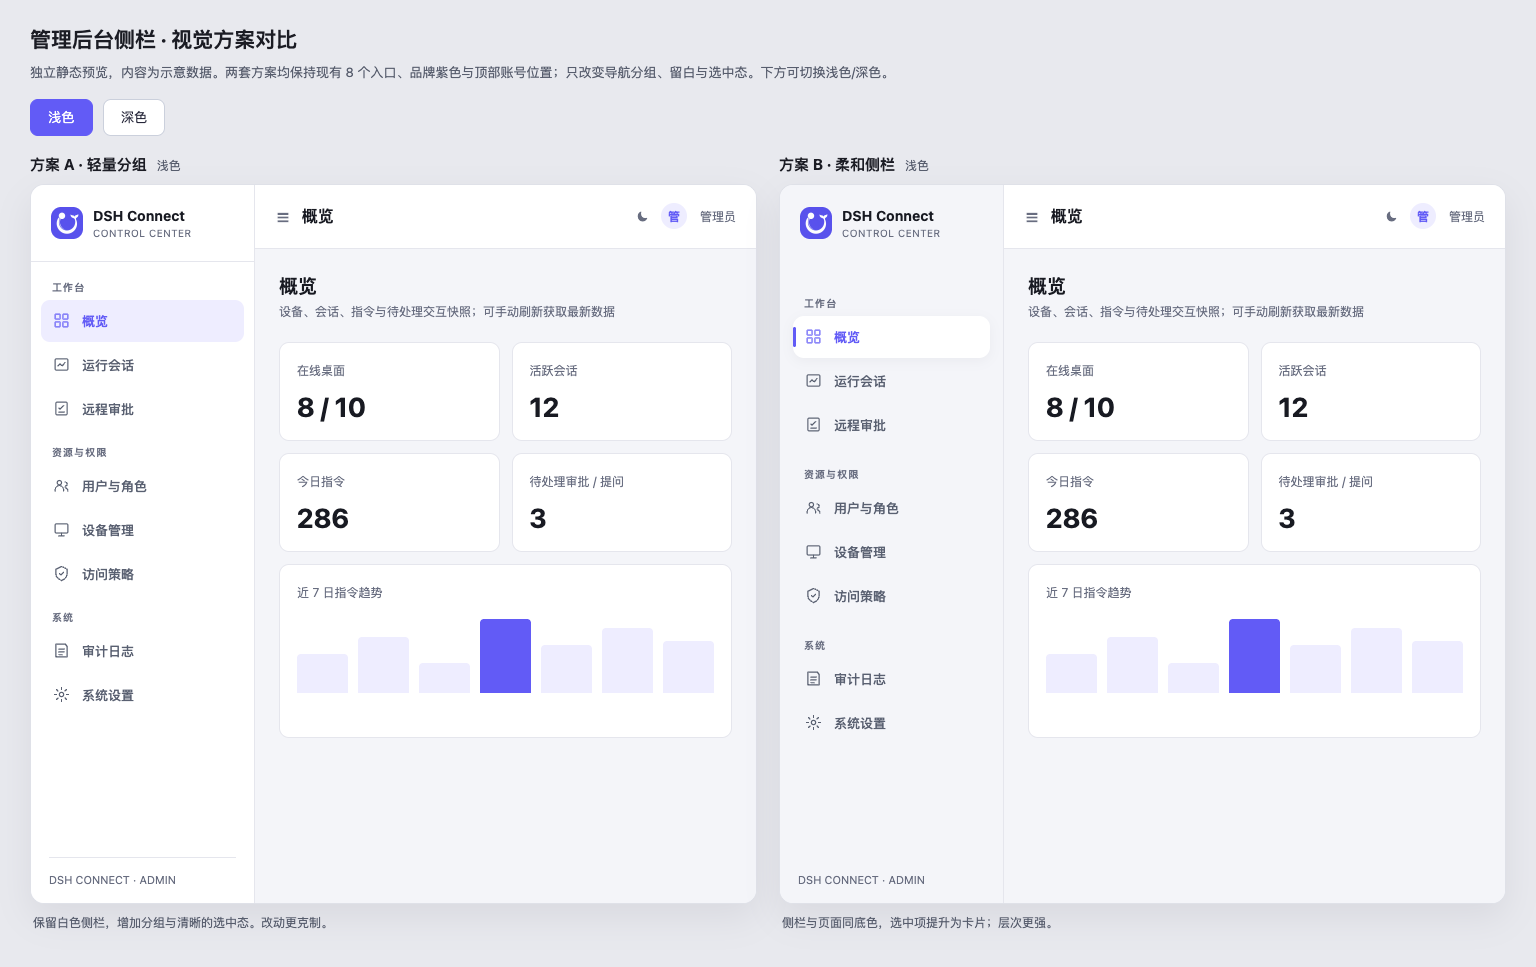 管理后台侧栏 · 视觉方案对比
独立静态预览，内容为示意数据。两套方案均保持现有 8 个入口、品牌紫色与顶部账号位置；只改变导航分组、留白与选中态。下方可切换浅色/深色。
浅色
深色
方案 A · 轻量分组 浅色
DSH Connect
CONTROL CENTER
工作台
概览
运行会话
远程审批
资源与权限
用户与角色
设备管理
访问策略
系统
审计日志
系统设置
DSH CONNECT · ADMIN
概览
管 管理员
概览
设备、会话、指令与待处理交互快照；可手动刷新获取最新数据
在线桌面
8 / 10
活跃会话
12
今日指令
286
待处理审批 / 提问
3
近 7 日指令趋势
保留白色侧栏，增加分组与清晰的选中态。改动更克制。
方案 B · 柔和侧栏 浅色
DSH Connect
CONTROL CENTER
工作台
概览
运行会话
远程审批
资源与权限
用户与角色
设备管理
访问策略
系统
审计日志
系统设置
DSH CONNECT · ADMIN
概览
管 管理员
概览
设备、会话、指令与待处理交互快照；可手动刷新获取最新数据
在线桌面
8 / 10
活跃会话
12
今日指令
286
待处理审批 / 提问
3
近 7 日指令趋势
侧栏与页面同底色，选中项提升为卡片；层次更强。